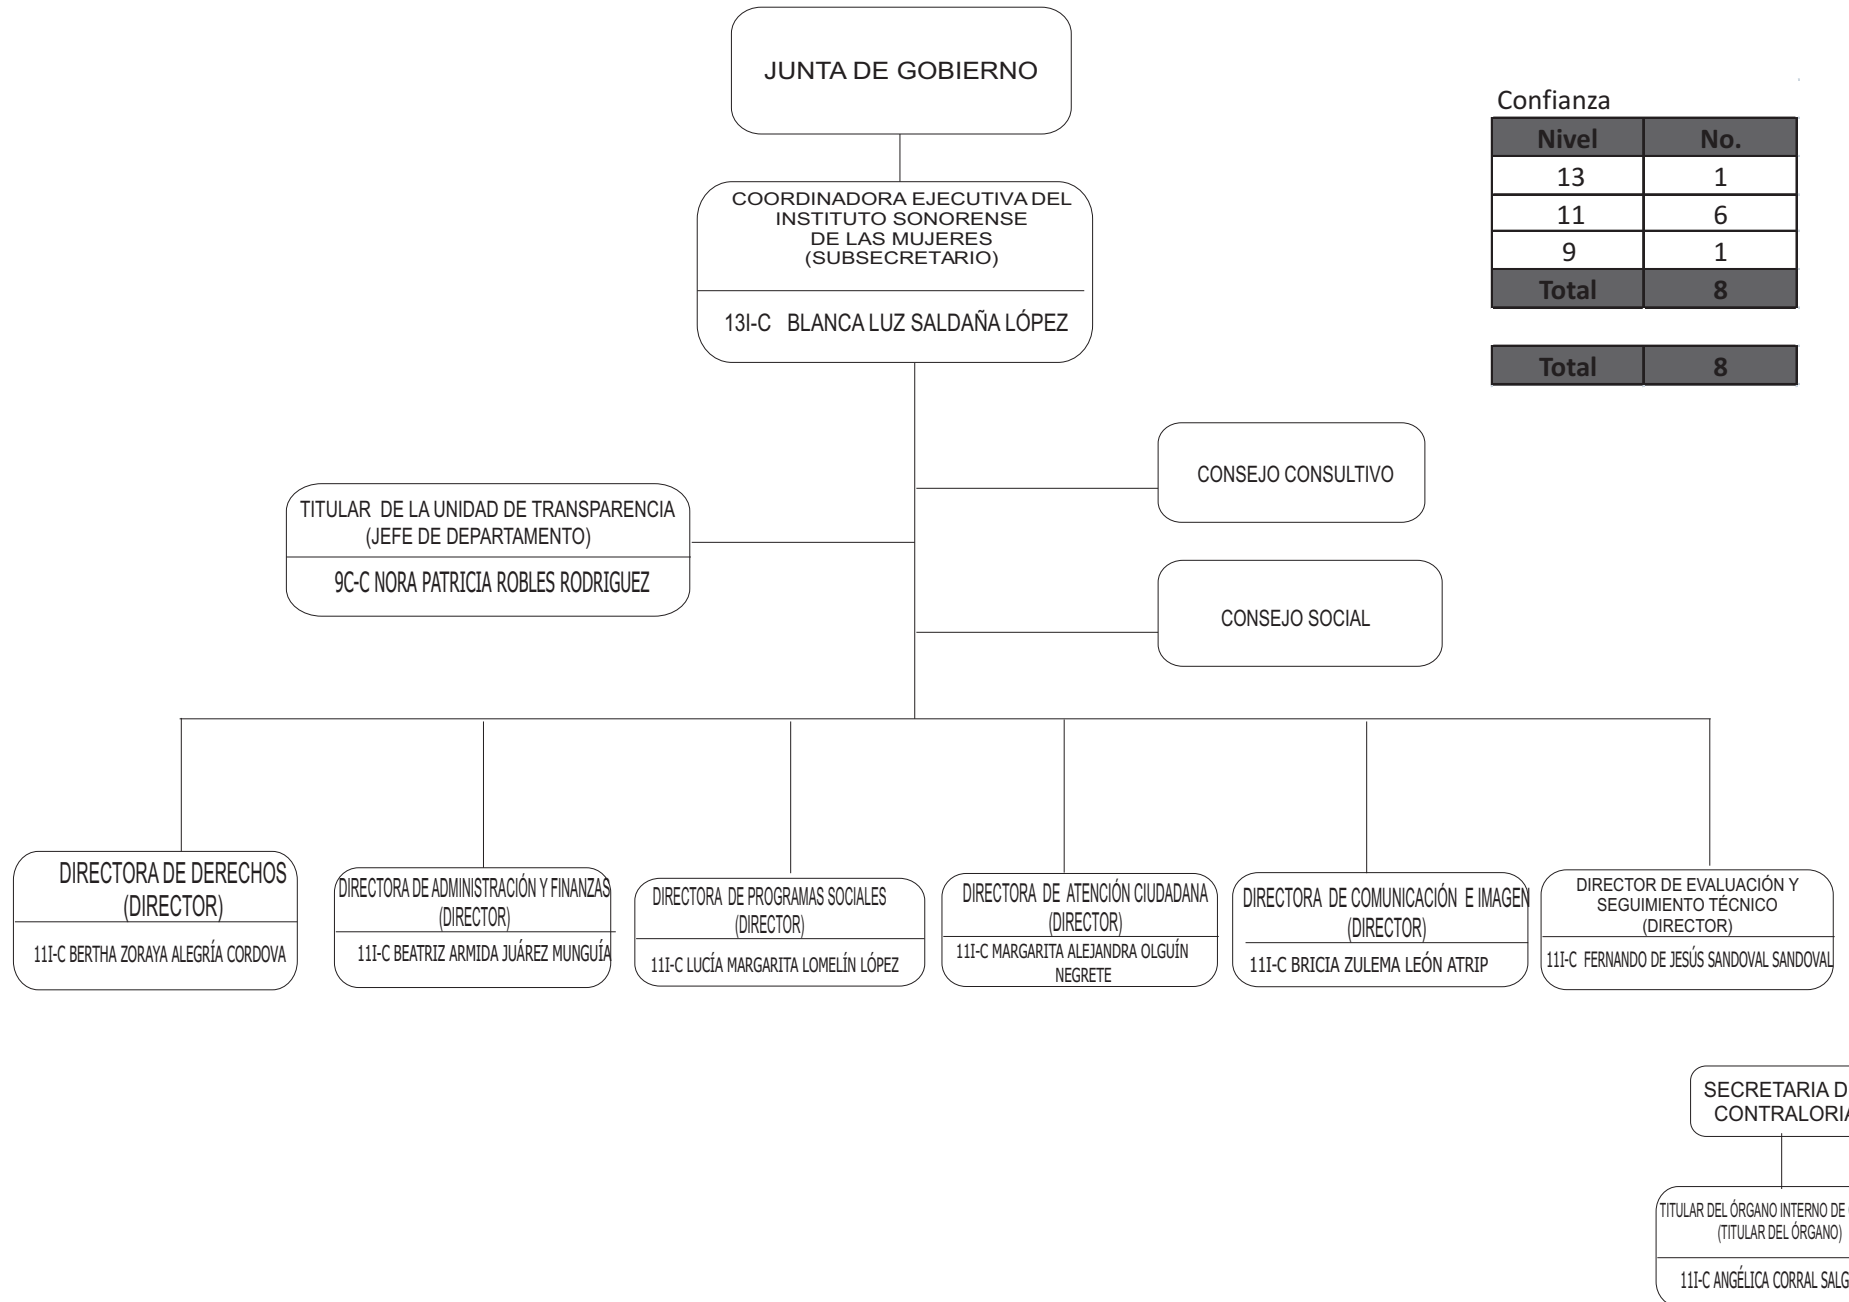 JUNTA DE GOBIERNO
COORDINADORA EJECUTIVA DEL
INSTITUTO SONORENSE
DE LAS MUJERES
(SUBSECRETARIO)
13I-C BLANCA LUZ SALDAÑA LÓPEZ
Confianza
Nivel No.
13 1
11 6
9 1
Total 8
Total 8
CONSEJO CONSULTIVO
TITULAR DE LA UNIDAD DE TRANSPARENCIA
(JEFE DE DEPARTAMENTO)
9C-C NORA PATRICIA ROBLES RODRIGUEZ
CONSEJO SOCIAL
DIRECTORA DE DERECHOS
(DIRECTOR)
11I-C BERTHA ZORAYA ALEGRÍA CORDOVA
DIRECTORA DE ADMINISTRACIÓN Y FINANZAS
(DIRECTOR)
11I-C BEATRIZ ARMIDA JUÁREZ MUNGUÍA
DIRECTORA DE PROGRAMAS SOCIALES
(DIRECTOR)
11I-C LUCÍA MARGARITA LOMELÍN LÓPEZ
DIRECTORA DE ATENCIÓN CIUDADANA
(DIRECTOR)
11I-C MARGARITA ALEJANDRA OLGUÍN
NEGRETE
DIRECTORA DE COMUNICACIÓN E IMAGEN
(DIRECTOR)
11I-C BRICIA ZULEMA LEÓN ATRIP
DIRECTOR DE EVALUACIÓN Y
SEGUIMIENTO TÉCNICO
(DIRECTOR)
11I-C FERNANDO DE JESÚS SANDOVAL SANDOVAL
SECRETARIA
CONTRALORIA
TITULAR DEL ÓRGANO INTERNO DE
(TITULAR DEL ÓRGANO)
11I-C ANGÉLICA CORRAL